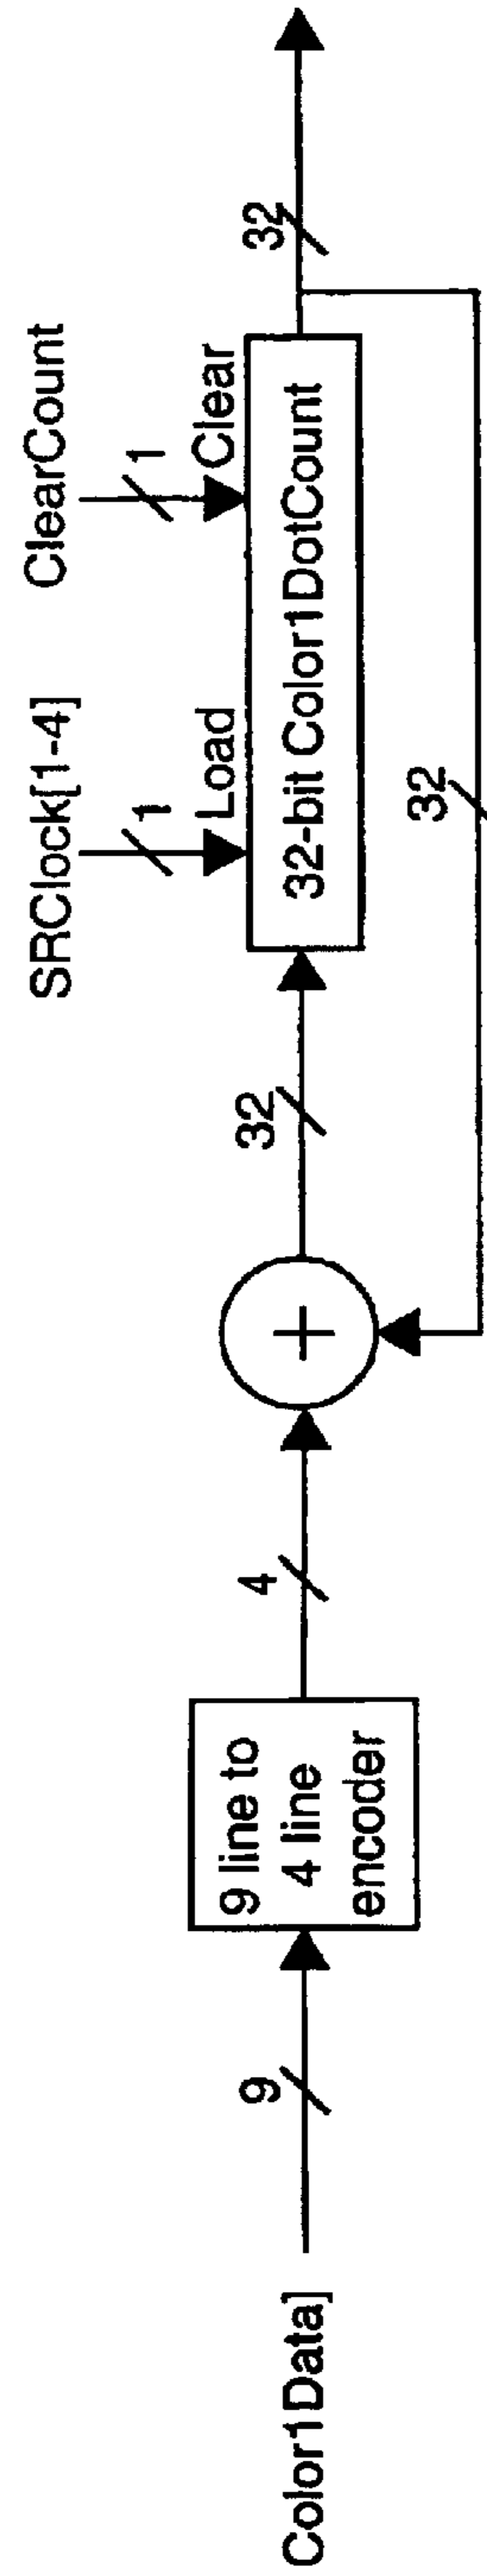 Color1Data]
9
9 line to
4 line
encoder
4
32
SRClock[1-4]
1
Load
ClearCount
1
Clear
32-bit Color1DotCount
32
32